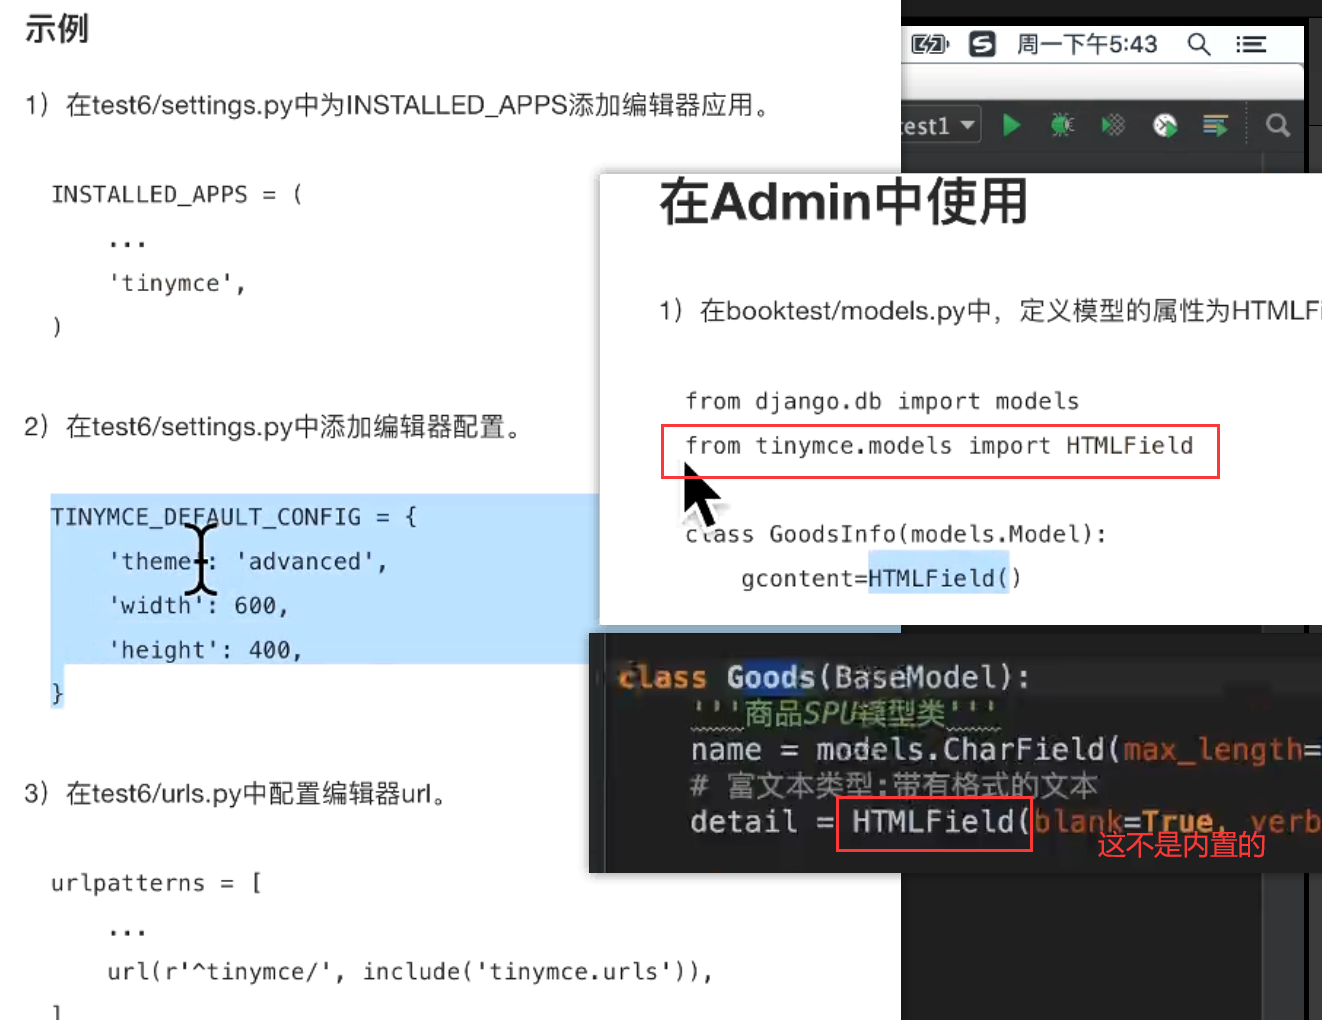 示例
1）在test6/settings.py中为INSTALLED_APPS添加编辑器应用。
INSTALLED_APPS = (
...
'tinymce',
)
2）在test6/settings.py中添加编辑器配置。
TINYMCE_DEFAULT_CONFIG = {
'theme': 'advanced',
'width': 600,
'height': 400,
}
3）在test6/urls.py中配置编辑器url。
urlpatterns = [
...
url(r'^tinymce/', include('tinymce.urls')),
]
周一下午5:43
test1
在Admin中使用
1）在booktest/models.py中，定义模型的属性为HTMLFi
from django.db import models
from tinymce.models import HTMLField
class GoodsInfo(models.Model):
gcontent=HTMLField()
class Goods(BaseModel):
'''商品SPU模型类'''
name = models.CharField(max_length=
# 富文本类型:带有格式的文本
detail = HTMLField(blank=True, verb
这不是内置的